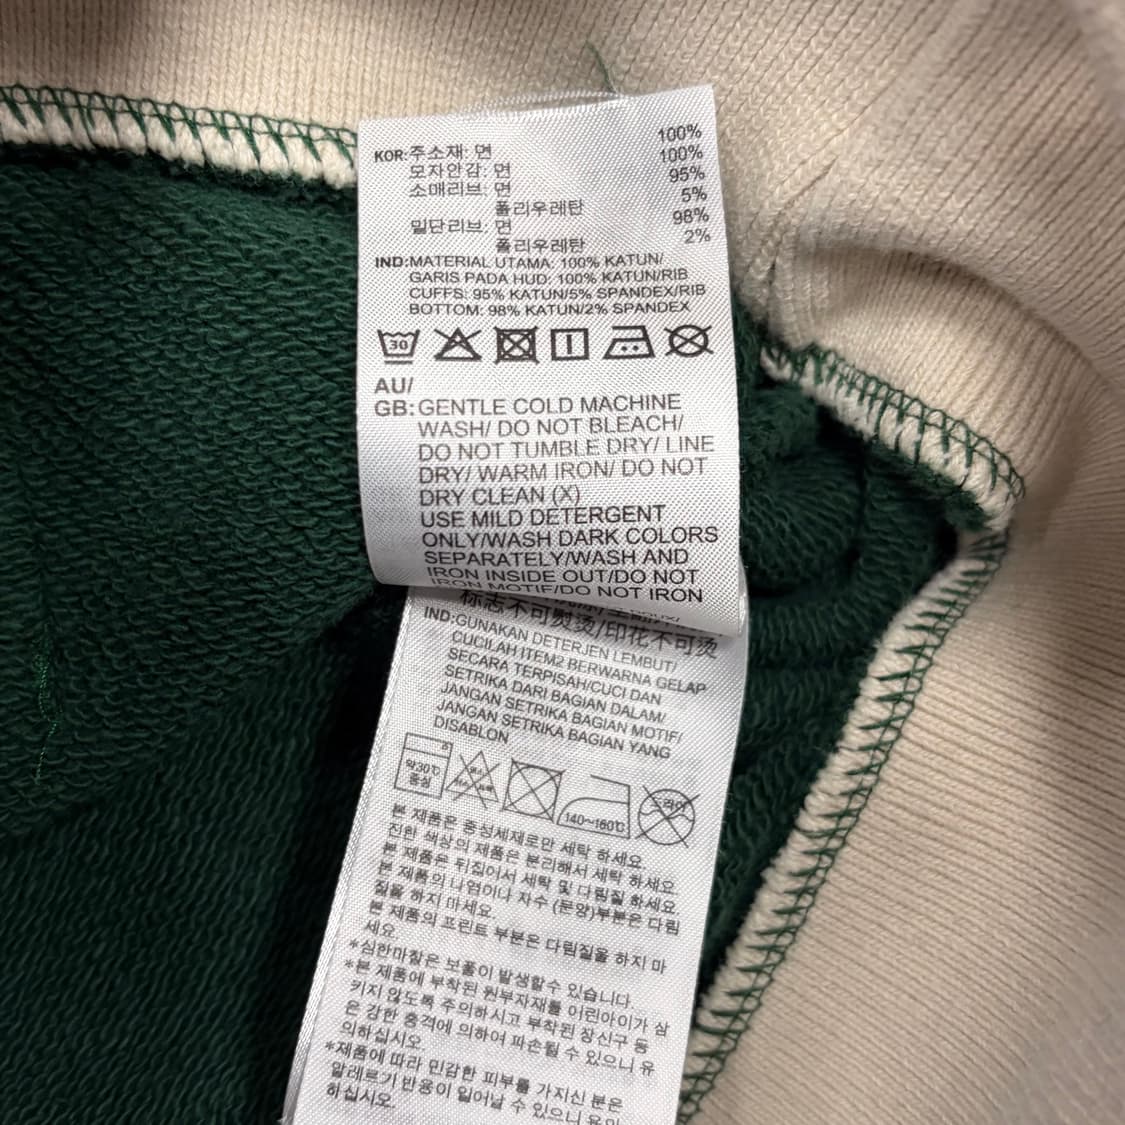 KOR:주소재: 면 100%
모자안감: 면 100%
소매리브: 면 95%
폴리우레탄 5%
밑단리브: 면 98%
폴리우레탄 2%
IND:MATERIAL UTAMA: 100% KATUN/
GARIS PADA HUD: 100% KATUN/RIB
CUFFS: 95% KATUN/5% SPANDEX/RIB
BOTTOM: 98% KATUN/2% SPANDEX
30
AU/
GB:GENTLE COLD MACHINE
WASH/ DO NOT BLEACH/
DO NOT TUMBLE DRY/ LINE
DRY/ WARM IRON/ DO NOT
DRY CLEAN (X)
USE MILD DETERGENT
ONLY/WASH DARK COLORS
SEPARATELY/WASH AND
IRON INSIDE OUT/DO NOT
IRON MOTIF/DO NOT IRON
标志不可熨烫/印花不可熨烫
IND:GUNAKAN DETERJEN LEMBUT/
CUCILAH ITEM2 BERWARNA GELAP
SECARA TERPISAH/CUCI DAN
SETRIKA DARI BAGIAN DALAM/
JANGAN SETRIKA BAGIAN MOTIF/
JANGAN SETRIKA BAGIAN YANG
DISABLON
약30℃
중성
140~160℃
드라이
본 제품은 중성세제로만 세탁 하세요.
진한 색상의 제품은 분리해서 세탁 하세요.
본 제품은 뒤집어서 세탁 및 다림질 하세요.
본 제품의 나염이나 자수 (문양)부분은 다림
질을 하지 마세요.
본 제품의 프린트 부분은 다림질을 하지 마
세요.
*심한마찰은 보풀이 발생할수 있습니다.
*본 제품에 부착된 원부자재를 어린아이가 삼
키지 않도록 주의하시고 부착된 장신구 등
은 강한 충격에 의하여 파손될 수 있으니 유
의하십시오.
*제품에 따라 민감한 피부를 가지신 분은
알레르기 반응이 일어날 수 있으니 유의
하십시오.